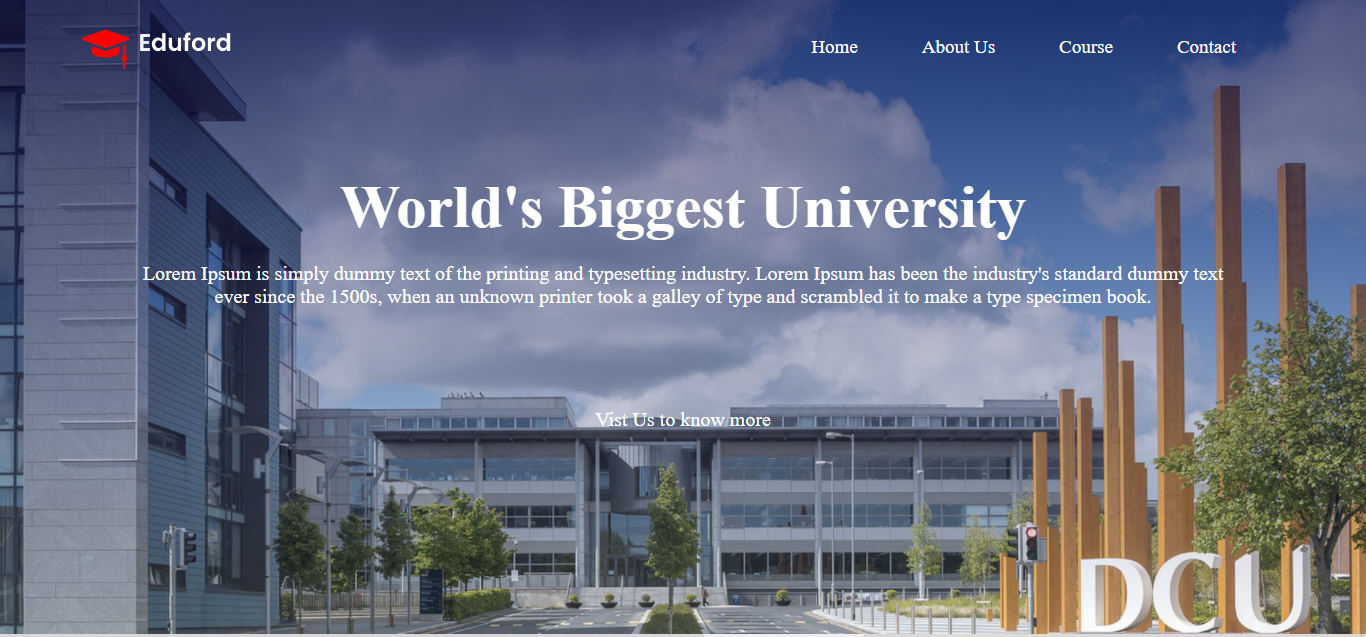 Eduford
Home About Us Course Contact
World's Biggest University
Lorem Ipsum is simply dummy text of the printing and typesetting industry. Lorem Ipsum has been the industry's standard dummy text
ever since the 1500s, when an unknown printer took a galley of type and scrambled it to make a type specimen book.
Vist Us to know more
DCU